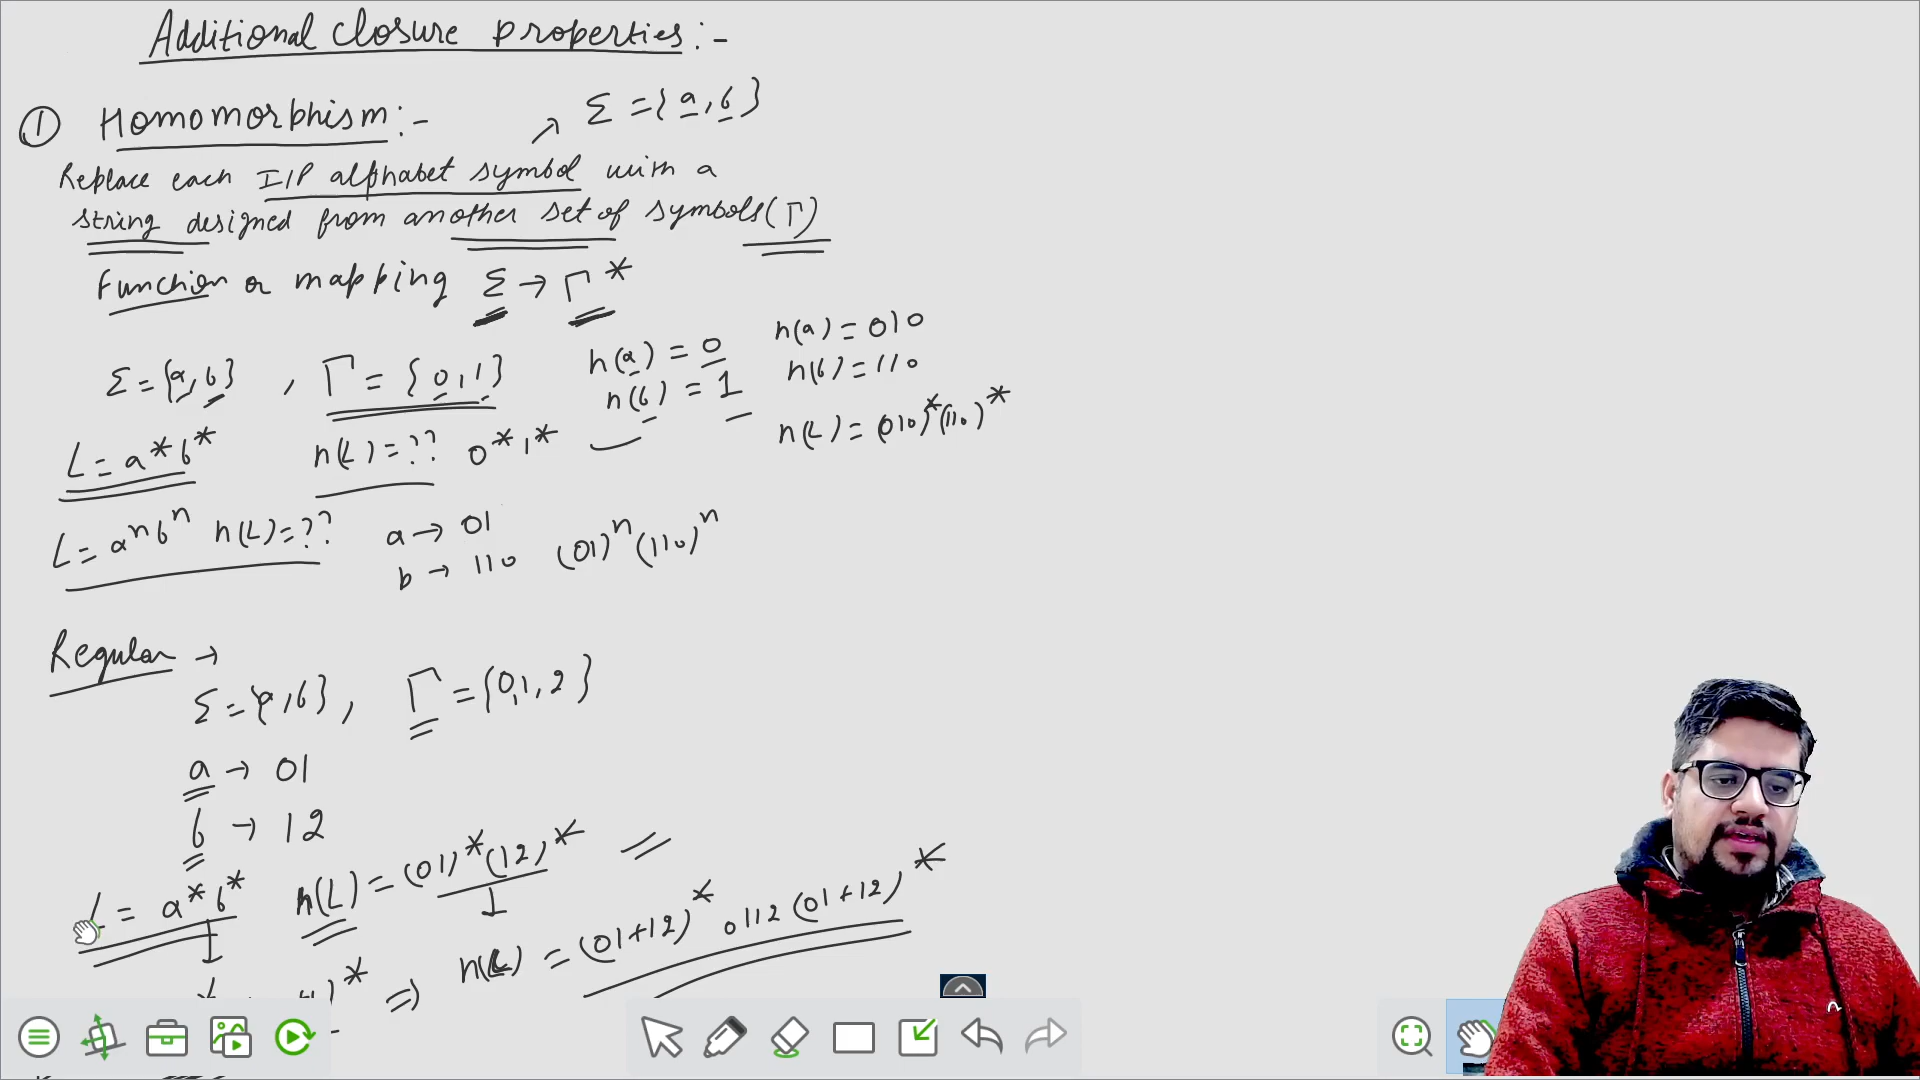 Additional closure properties:-
① Homomorphism:-
Σ = {a, b}
Replace each I/P alphabet symbol with a
string designed from another set of symbols (Γ)
Function or mapping Σ → Γ*
Σ = {a, b} , Γ = {0, 1}
h(a) = 0
h(b) = 1
h(a) = 010
h(b) = 110
h(L) = (010)*(110)*
L = a*b* h(L) = ?? 0*1*
L = aⁿbⁿ h(L) = ??
a → 01
b → 110
(01)ⁿ(110)ⁿ
Regular →
Σ = {a, b}, Γ = {0, 1, 2}
a → 01
b → 12
L = a*b* h(L) = (01)*(12)*
)* ⇒ h(L) = (01+12)* 0112 (01+12)*